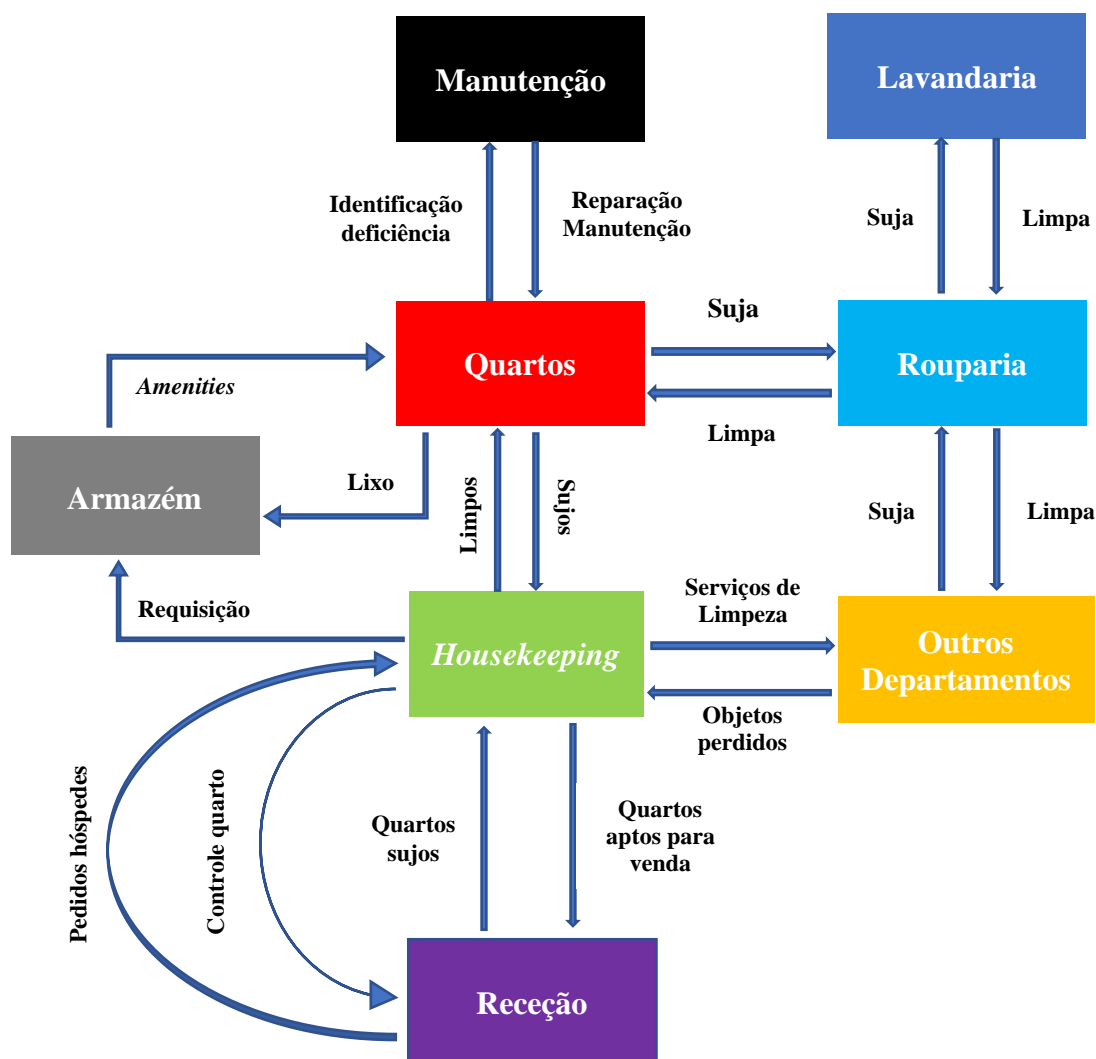 Manutenção
Lavandaria
Identificação
deficiência
Reparação
Manutenção
Suja
Limpa
Suja
Quartos
Rouparia
Amenities
Limpa
Armazém
Lixo
Limpos
Sujos
Suja
Limpa
Requisição
Serviços de
Limpeza
Housekeeping
Outros
Departamentos
Objetos
perdidos
Pedidos hóspedes
Controle quarto
Quartos
sujos
Quartos
aptos para
venda
Receção